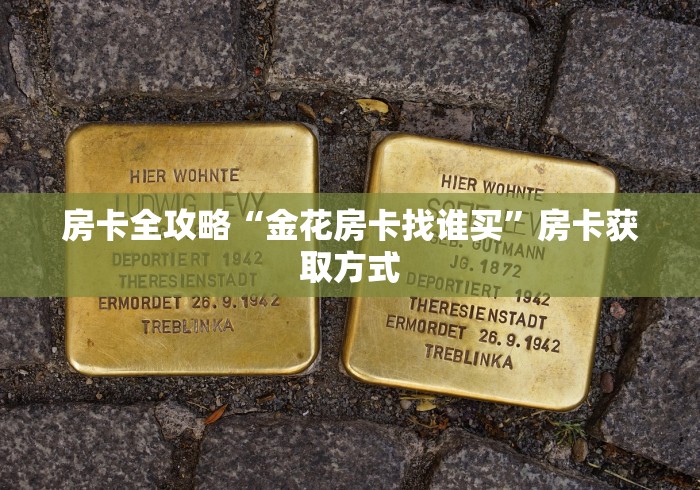 HIER WOHNTE
LUDWIG LEVY
DEPORTIERT 1942
THERESIENSTADT
ERMORDET 26.9.1942
TREBLINKA
HIER WOHNTE
GEB. GUTMANN
JG. 1872
DEPORTIERT 1942
THERESIENSTADT
ERMORDET 26.9.1942
TREBLINKA
房卡全攻略“金花房卡找谁买”房卡获
取方式